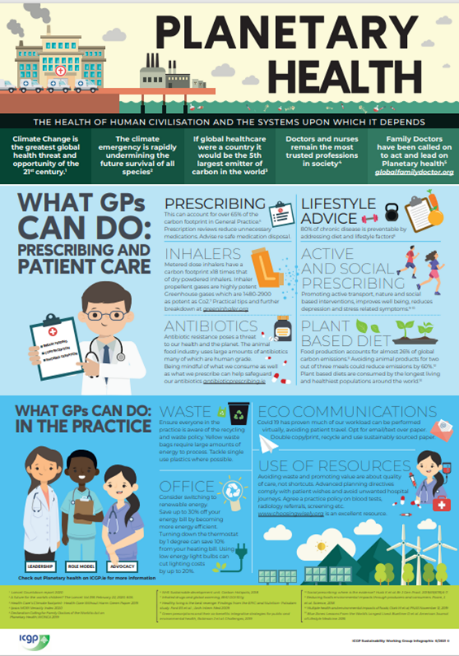 PLANETARY
HEALTH
THE HEALTH OF HUMAN CIVILISATION AND THE SYSTEMS UPON WHICH IT DEPENDS
Climate Change is
the greatest global
health threat and
opportunity of the
21st century.¹
The climate
emergency is rapidly
undermining the
future survival of all
species²
If global healthcare
were a country it
would be the 5th
largest emitter of
carbon in the world³
Doctors and nurses
remain the most
trusted professions
in society⁴
Family Doctors
have been called on
to act and lead on
Planetary health⁵
globalfamilydoctor.org
WHAT GPs
CAN DO:
PRESCRIBING AND
PATIENT CARE
PRESCRIBING
This can account for over 65% of the
carbon footprint in General Practice.⁶
Prescription reviews reduce unnecessary
medications. Advise re safe medication disposal
LIFESTYLE
ADVICE
80% of chronic disease is preventable by
addressing diet and lifestyle factors⁸
INHALERS
Metered dose inhalers have a
carbon footprint x18 times that
of dry powdered inhalers. Inhaler
propellent gases are highly potent
Greenhouse gases which are 1480-2900
as potent as Co2.⁷ Practical tips and further
breakdown at greeninhaler.org
ACTIVE
AND SOCIAL
PRESCRIBING
Promoting active transport, nature and social
based interventions, improves well being, reduces
depression and stress related symptoms.
ANTIBIOTICS
Antibiotic resistance poses a threat
to our health and the planet. The animal
food industry uses large amounts of antibiotics
many of which are human grade.
Being mindful of what we consume as well
as what we prescribe can help safeguard
our antibiotics antibioticprescribing.ie
PLANT
BASED DIET
Food production accounts for almost 26% of global
carbon emissions. Avoiding animal products for two
out of three meals could reduce emissions by 60%.
Plant based diets are consumed by the longest living
and healthiest populations around the world.
WHAT GPs CAN DO:
IN THE PRACTICE
LEADERSHIP
ROLE MODEL
ADVOCACY
Check out Planetary health on ICGP.ie for more information
WASTE
Ensure everyone in the
practice is aware of the recycling
and waste policy. Yellow waste
bags require large amounts of
energy to process. Tackle single
use plastics where possible.
OFFICE
Consider switching to
renewable energy.
Save up to 30% off your
energy bill by becoming
more energy efficient.
Turning down the thermostat
by 1 degree can save 10%
from your heating bill. Using
low energy light bulbs can
cut lighting costs
by up to 20%.
ECO COMMUNICATIONS
Covid 19 has proven much of our workload can be performed
virtually, avoiding patient travel. Opt for email/text over paper.
Double copy/print, recycle and use sustainably sourced paper.
USE OF RESOURCES
Avoiding waste and promoting value are about quality
of care, not shortcuts. Advanced planning directives
comply with patient wishes and avoid unwanted hospital
journeys. Agree a practice policy on blood tests,
radiology referrals, screening etc.
is an excellent resource.
icgp
ICGP Sustainability Working Group Infographic